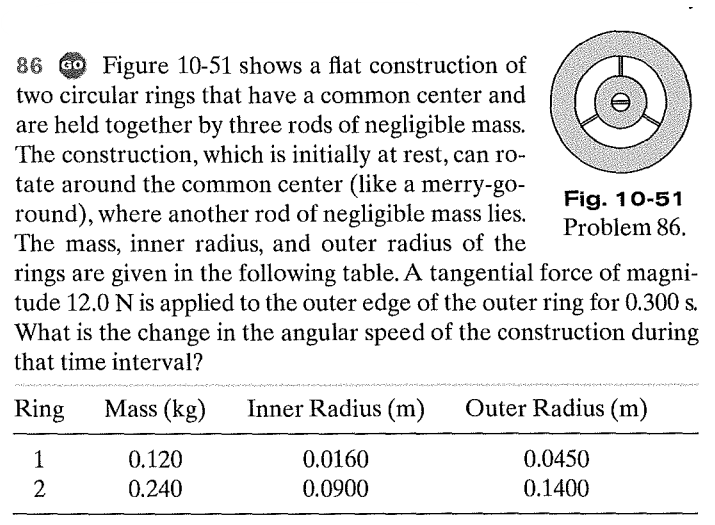 86 GO Figure 10-51 shows a flat construction of
two circular rings that have a common center and
are held together by three rods of negligible mass.
The construction, which is initially at rest, can ro-
tate around the common center (like a merry-go-
round), where another rod of negligible mass lies.
The mass, inner radius, and outer radius of the
rings are given in the following table. A tangential force of magni-
tude 12.0 N is applied to the outer edge of the outer ring for 0.300 s.
What is the change in the angular speed of the construction during
that time interval?
Fig. 10-51
Problem 86.
Ring Mass (kg) Inner Radius (m) Outer Radius (m)
1 0.120 0.0160 0.0450
2 0.240 0.0900 0.1400